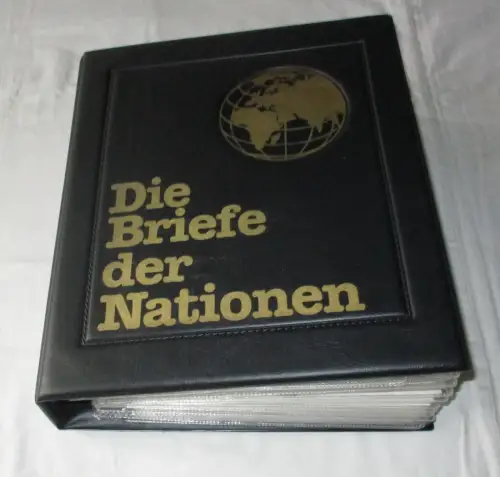 Die
Briefe
der
Nationen